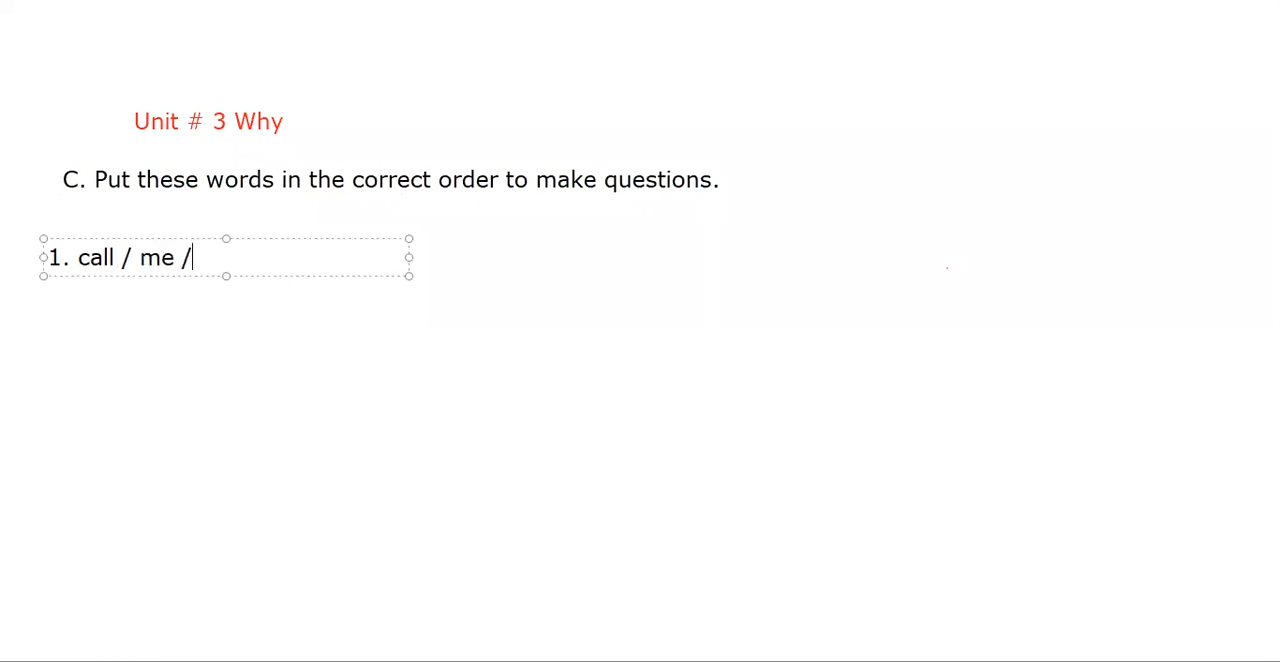 Unit # 3 Why
C. Put these words in the correct order to make questions.
1. call / me /